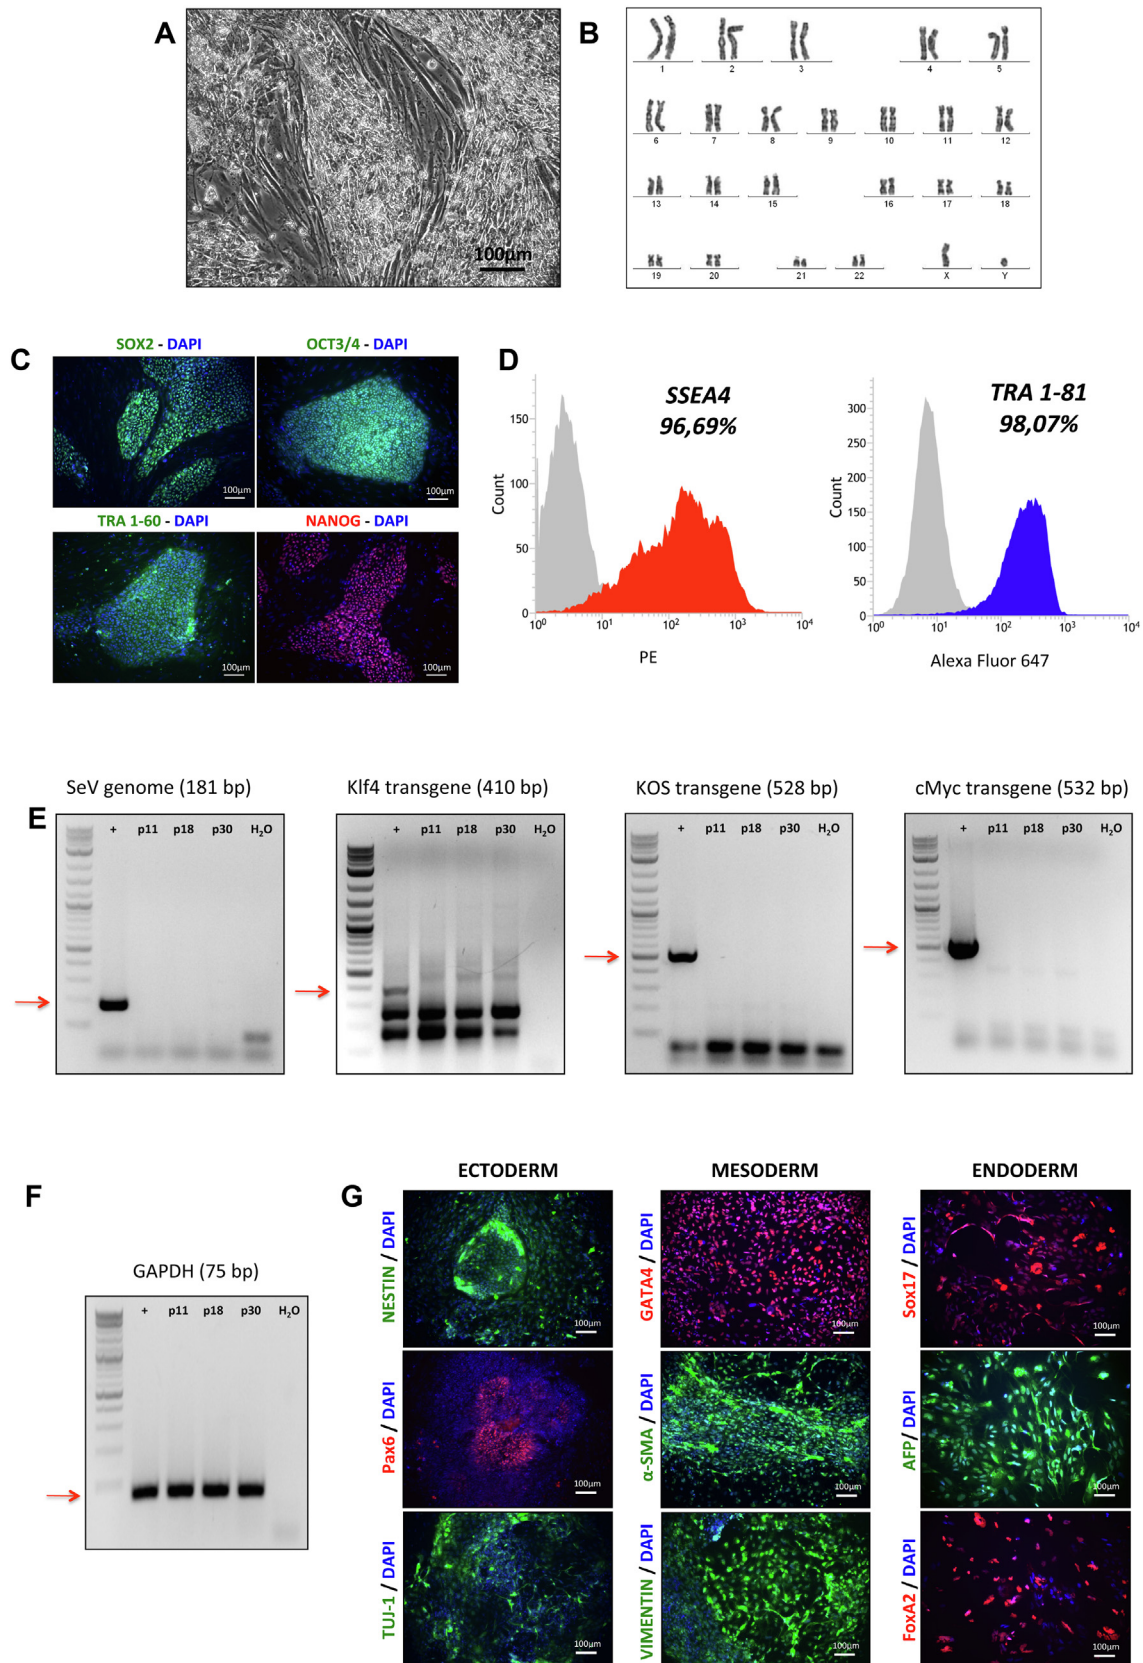 A
100µm
B
1 2 3 4 5
6 7 8 9 10 11 12
13 14 15 16 17 18
19 20 21 22 X Y
C
SOX2 - DAPI
100µm
OCT3/4 - DAPI
100µm
TRA 1-60 - DAPI
100µm
NANOG - DAPI
100µm
D
SSEA4
96,69%
Count
150
100
50
0
10⁰ 10¹ 10² 10³ 10⁴
PE
TRA 1-81
98,07%
Count
300
250
200
150
100
50
0
10⁰ 10¹ 10² 10³ 10⁴
Alexa Fluor 647
E
SeV genome (181 bp)
+ p11 p18 p30 H₂O
Klf4 transgene (410 bp)
+ p11 p18 p30 H₂O
KOS transgene (528 bp)
+ p11 p18 p30 H₂O
cMyc transgene (532 bp)
+ p11 p18 p30 H₂O
F
GAPDH (75 bp)
+ p11 p18 p30 H₂O
G
ECTODERM
MESODERM
ENDODERM
NESTIN / DAPI
100µm
GATA4 / DAPI
100µm
Sox17 / DAPI
100µm
Pax6 / DAPI
100µm
α-SMA / DAPI
100µm
AFP/ DAPI
100µm
TUJ-1 / DAPI
100µm
VIMENTIN / DAPI
100µm
FoxA2 / DAPI
100µm